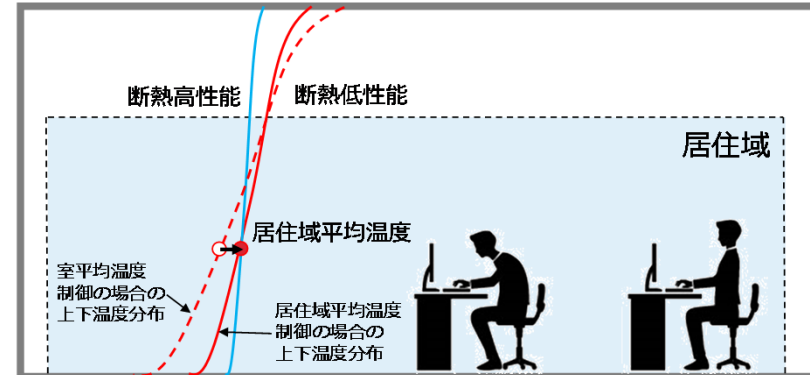 断熱高性能
断熱低性能
居住域
居住域平均温度
室平均温度
制御の場合の
上下温度分布
居住域平均温度
制御の場合の
上下温度分布